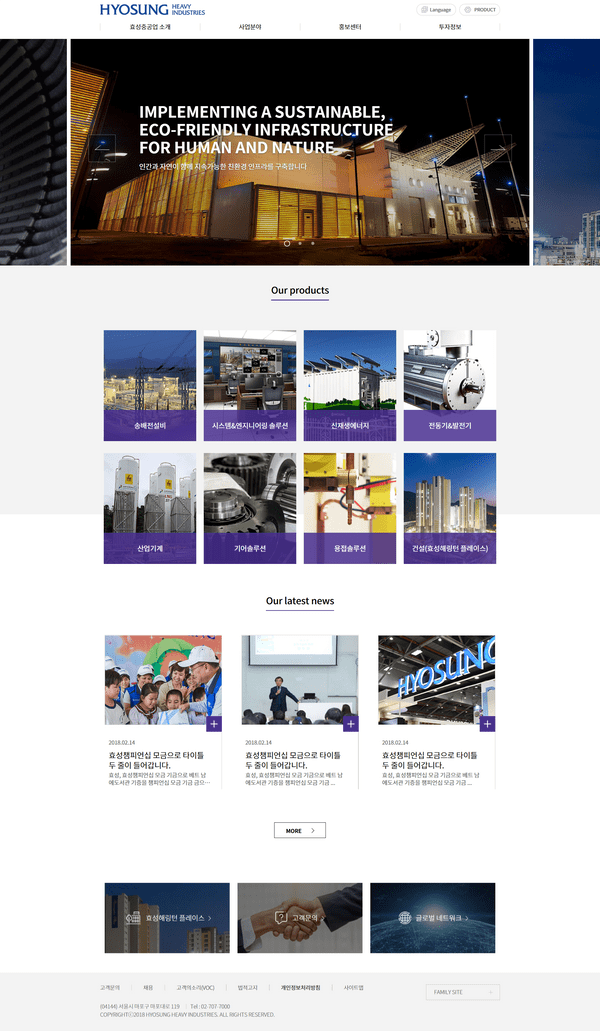 HYOSUNG HEAVY
INDUSTRIES
Language
PRODUCT
효성중공업 소개
사업분야
홍보센터
투자정보
IMPLEMENTING A SUSTAINABLE,
ECO-FRIENDLY INFRASTRUCTURE
FOR HUMAN AND NATURE
인간과 자연이 함께 지속가능한 친환경 인프라를 구축합니다
Our products
송배전설비
시스템&엔지니어링 솔루션
신재생에너지
전동기&발전기
산업기계
기어솔루션
용접솔루션
건설(효성해링턴 플레이스)
Our latest news
HYOSUNG
2018.02.14
효성챔피언십 모금으로 타이틀
두 줄이 들어갑니다.
효성, 효성챔피언십 모금 기금으로 베트남
에도서관 기증을 챔피언십 모금 기금 금으…
2018.02.14
효성챔피언십 모금으로 타이틀
두 줄이 들어갑니다.
효성, 효성챔피언십 모금 기금으로 베트 남
에도서관 기증을 챔피언십 모금 기금 ...
2018.02.14
효성챔피언십 모금으로 타이틀
두 줄이 들어갑니다.
효성, 효성챔피언십 모금 기금으로 베트 남
에도서관 기증을 챔피언십 모금 기금 ...
MORE
효성해링턴 플레이스
고객문의
글로벌 네트워크
고객문의
채용
고객의소리(VOC)
법적고지
개인정보처리방침
사이트맵
FAMILY SITE
(04144) 서울시 마포구 마포대로 119 | Tel : 02-707-7000
COPYRIGHTⓒ2018 HYOSUNG HEAVY INDUSTRIES. ALL RIGHTS RESERVED.